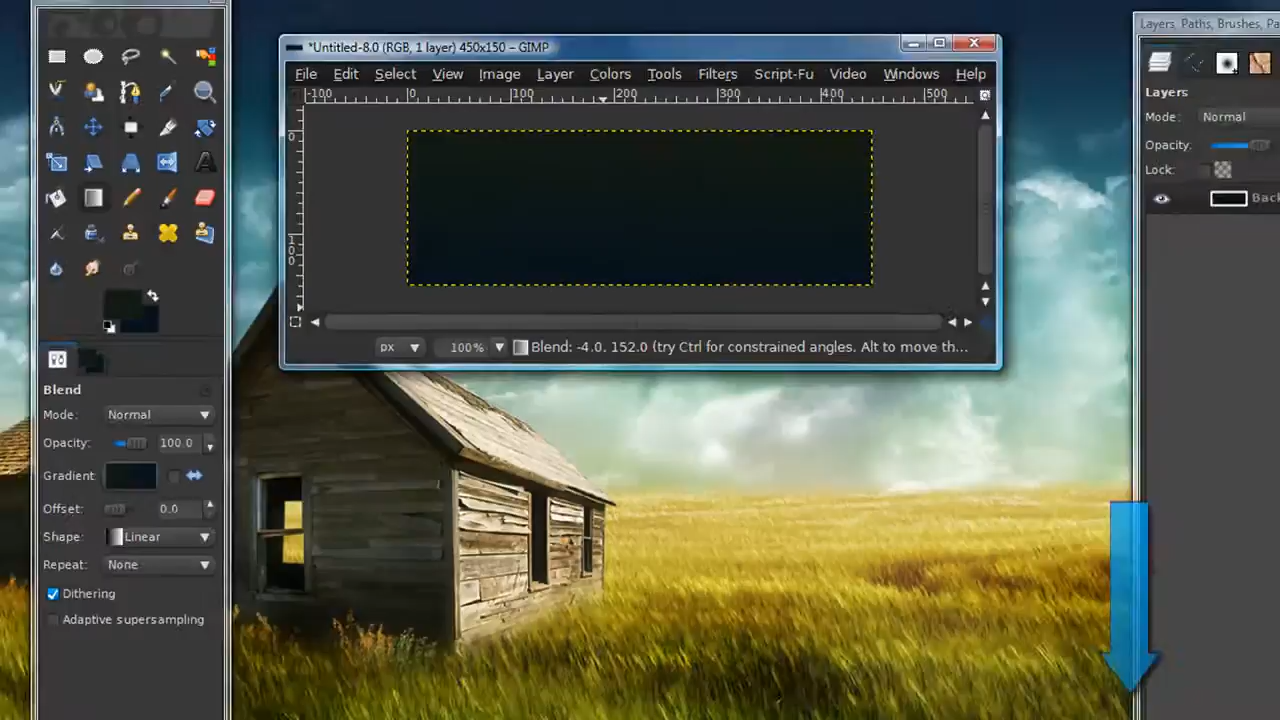 *Untitled-8.0 (RGB, 1 layer) 450x150 – GIMP
File Edit Select View Image Layer Colors Tools Filters Script-Fu Video Windows Help
-100 0 100 200 300 400 500
0
100
px 100% Blend: -4.0, 152.0 (try Ctrl for constrained angles. Alt to move th...
Blend
Mode: Normal
Opacity: 100.0
Gradient:
Offset: 0.0
Shape: Linear
Repeat: None
Dithering
Adaptive supersampling
Layers, Paths, Brushes, Pa
Layers
Mode: Normal
Opacity:
Lock:
Bac